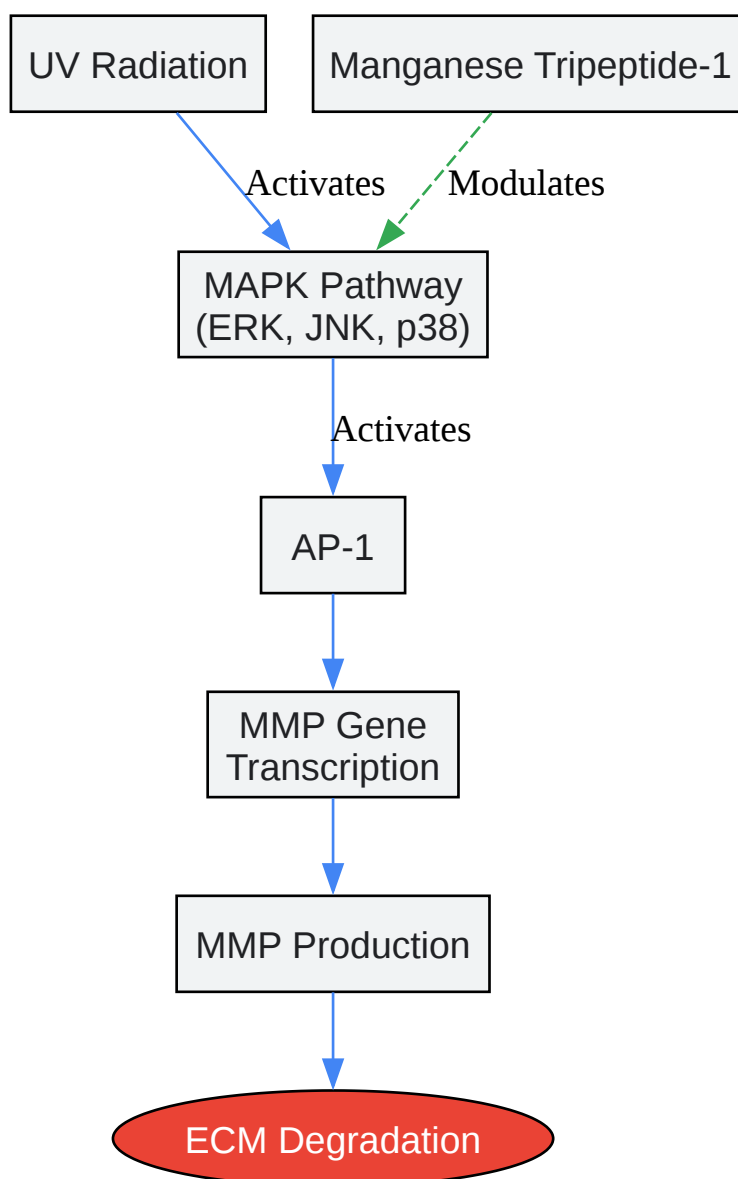 UV Radiation
Manganese Tripeptide-1
Activates
Modulates
MAPK Pathway
(ERK, JNK, p38)
Activates
AP-1
MMP Gene
Transcription
MMP Production
ECM Degradation